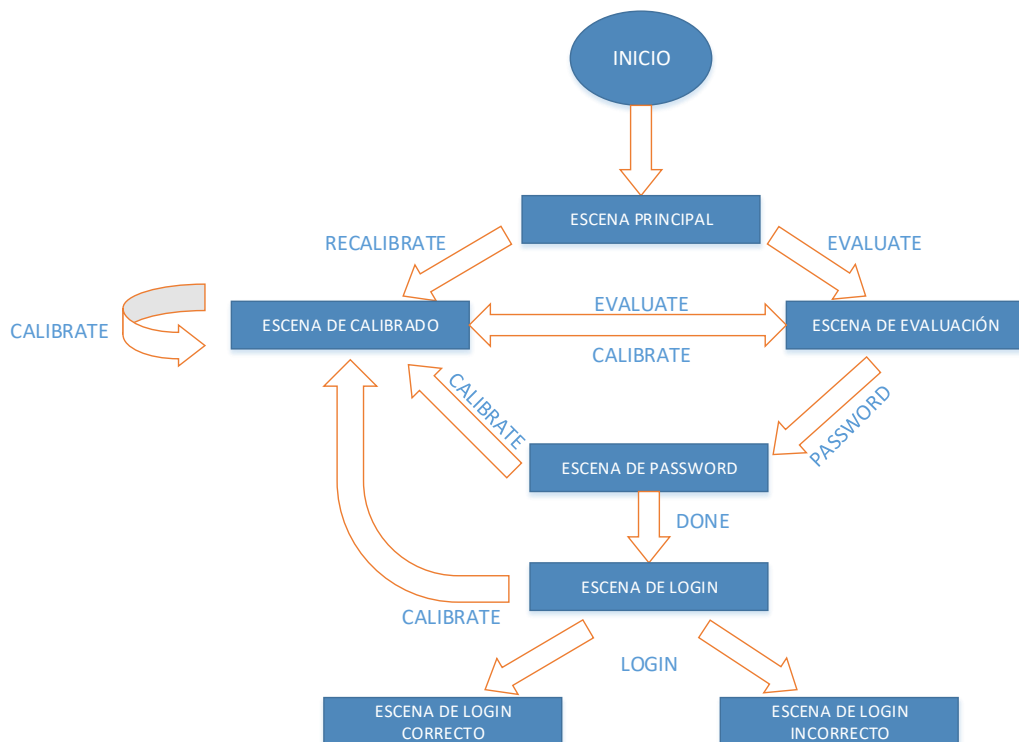 INICIO
ESCENA PRINCIPAL
RECALIBRATE
EVALUATE
EVALUATE
CALIBRATE
ESCENA DE CALIBRADO
ESCENA DE EVALUACIÓN
CALIBRATE
CALIBRATE
PASSWORD
ESCENA DE PASSWORD
DONE
ESCENA DE LOGIN
CALIBRATE
LOGIN
ESCENA DE LOGIN
CORRECTO
ESCENA DE LOGIN
INCORRECTO